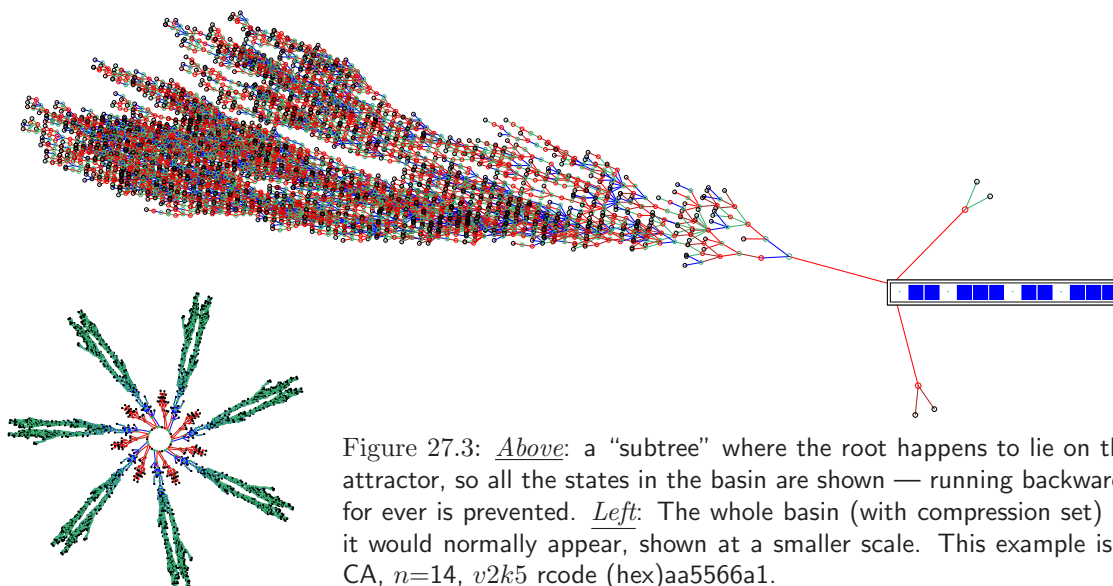 Figure 27.3: Above: a “subtree” where the root happens to lie on th
attractor, so all the states in the basin are shown — running backward
for ever is prevented. Left: The whole basin (with compression set)
it would normally appear, shown at a smaller scale. This example is
CA, n=14, v2k5 rcode (hex)aa5566a1.